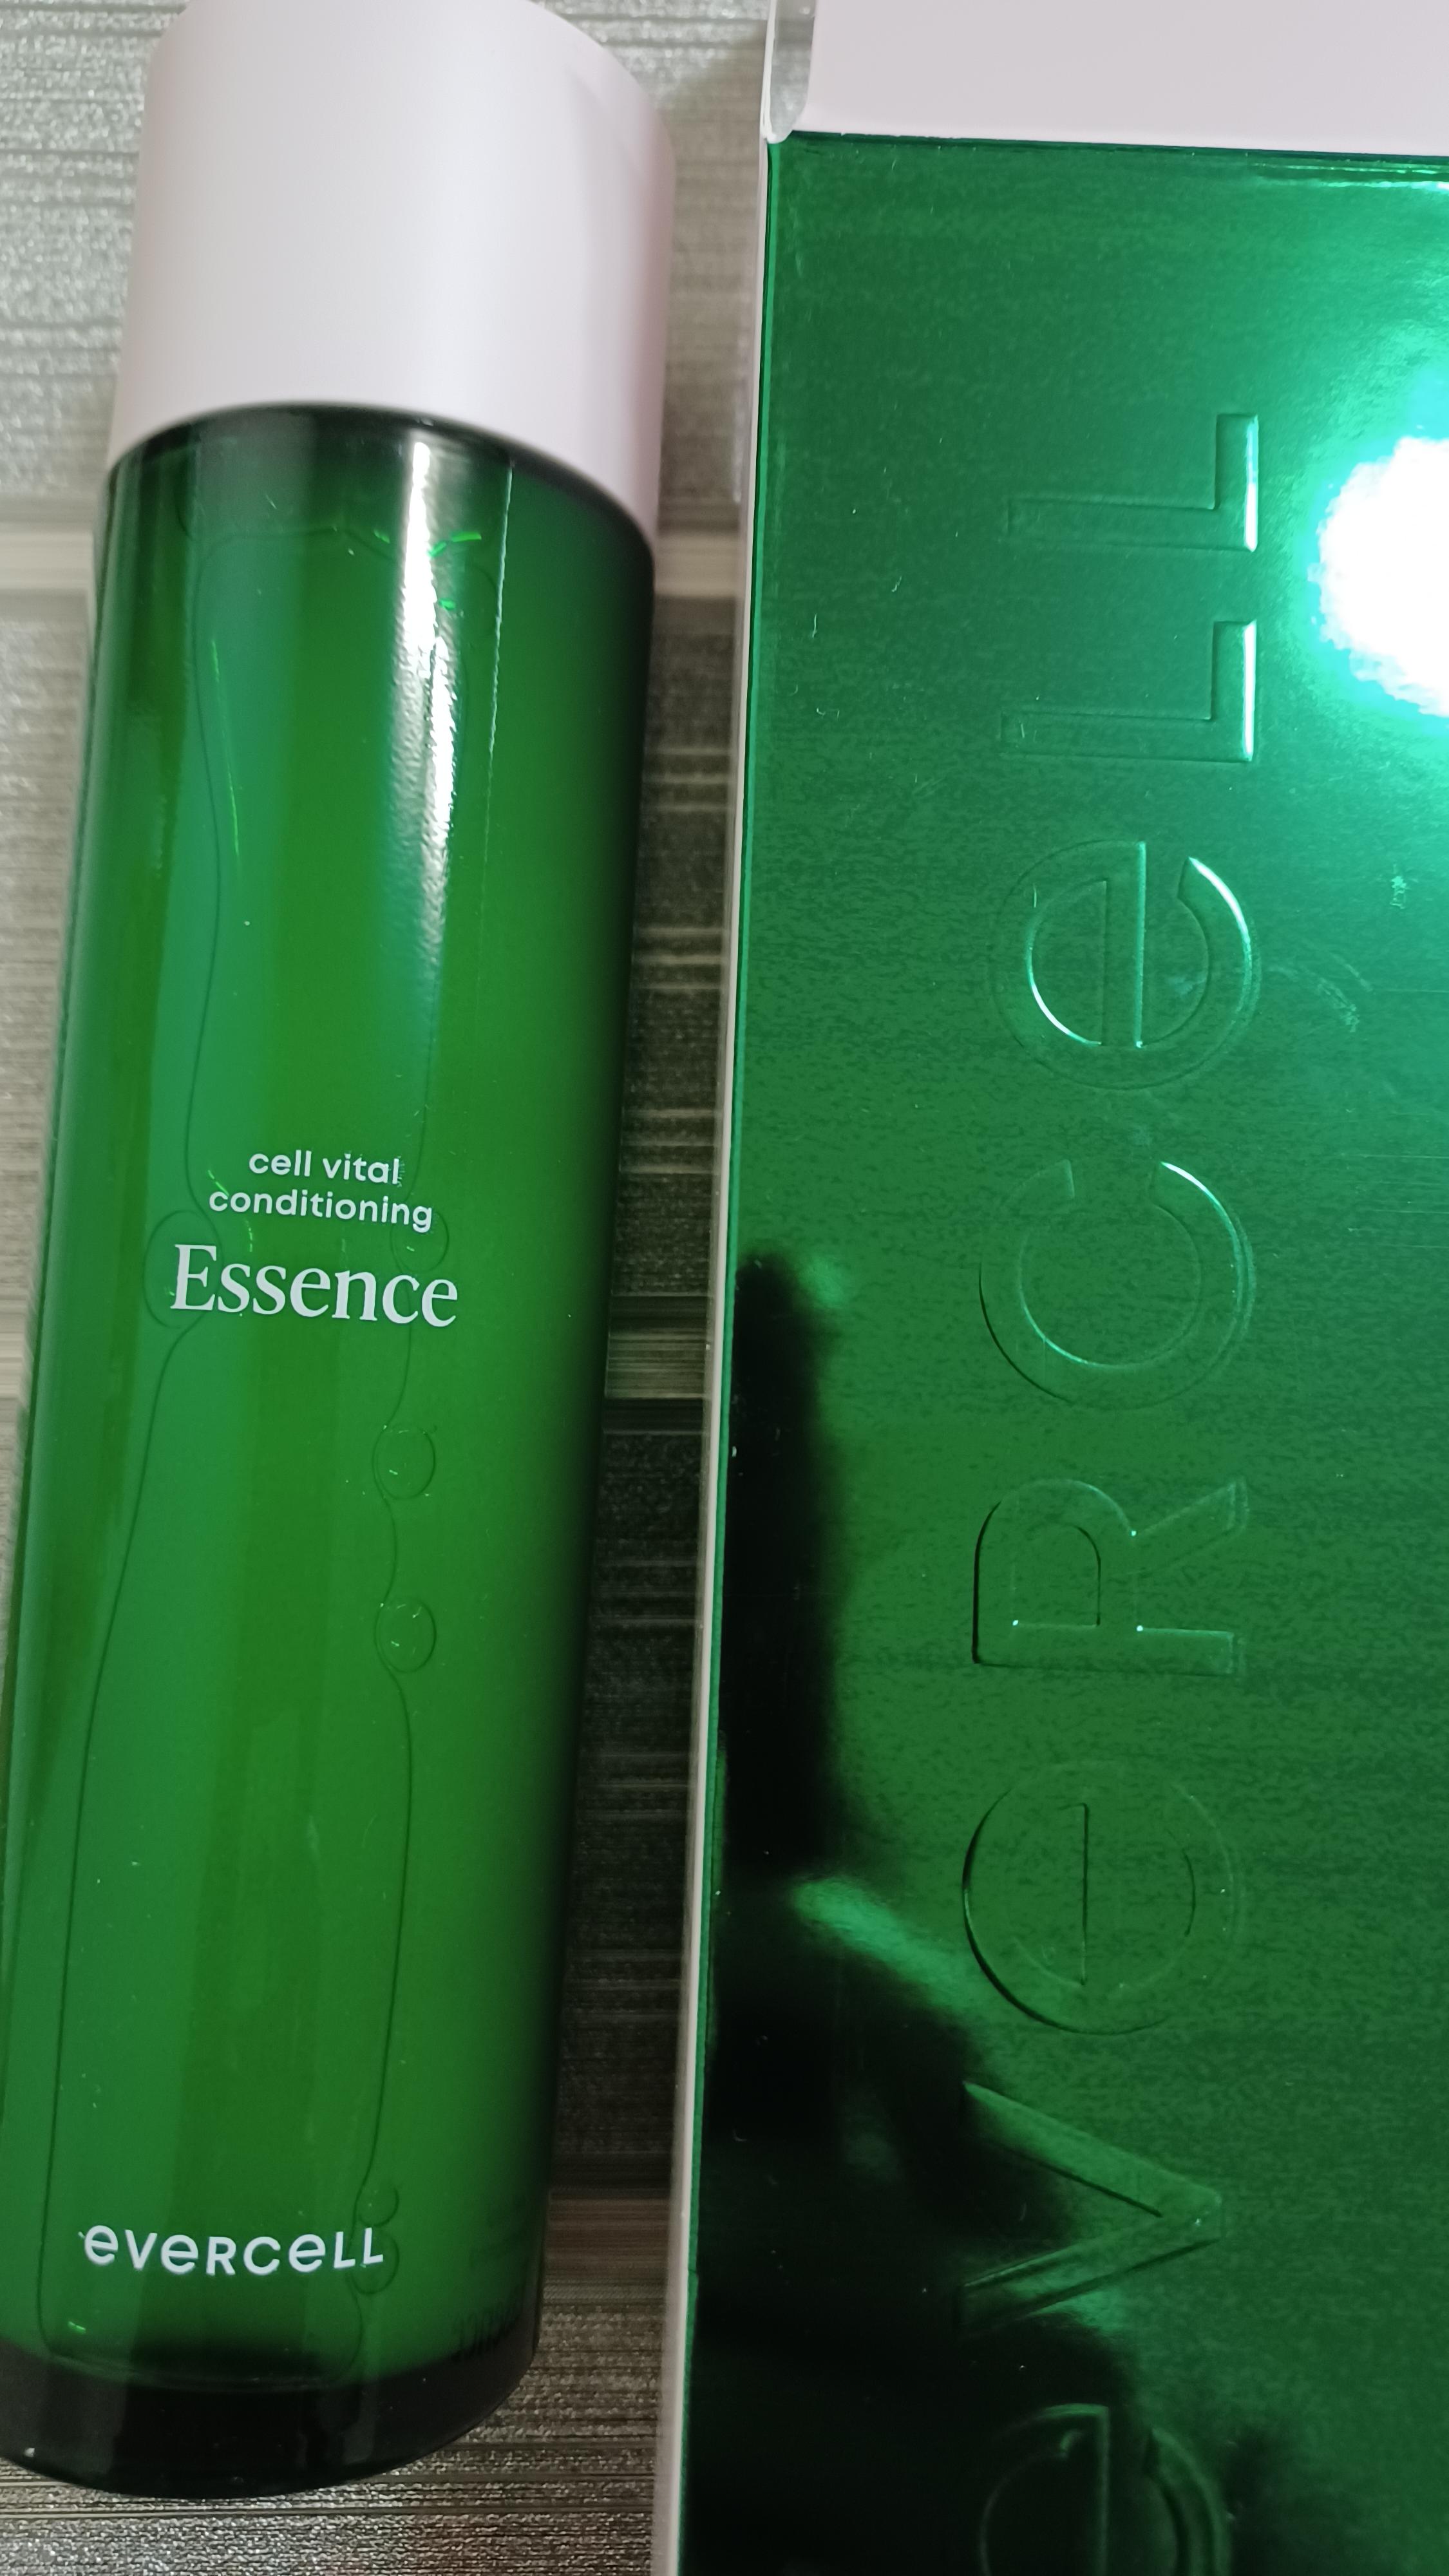 cell vital
conditioning
Essence
eveRceLL
eveRceLL